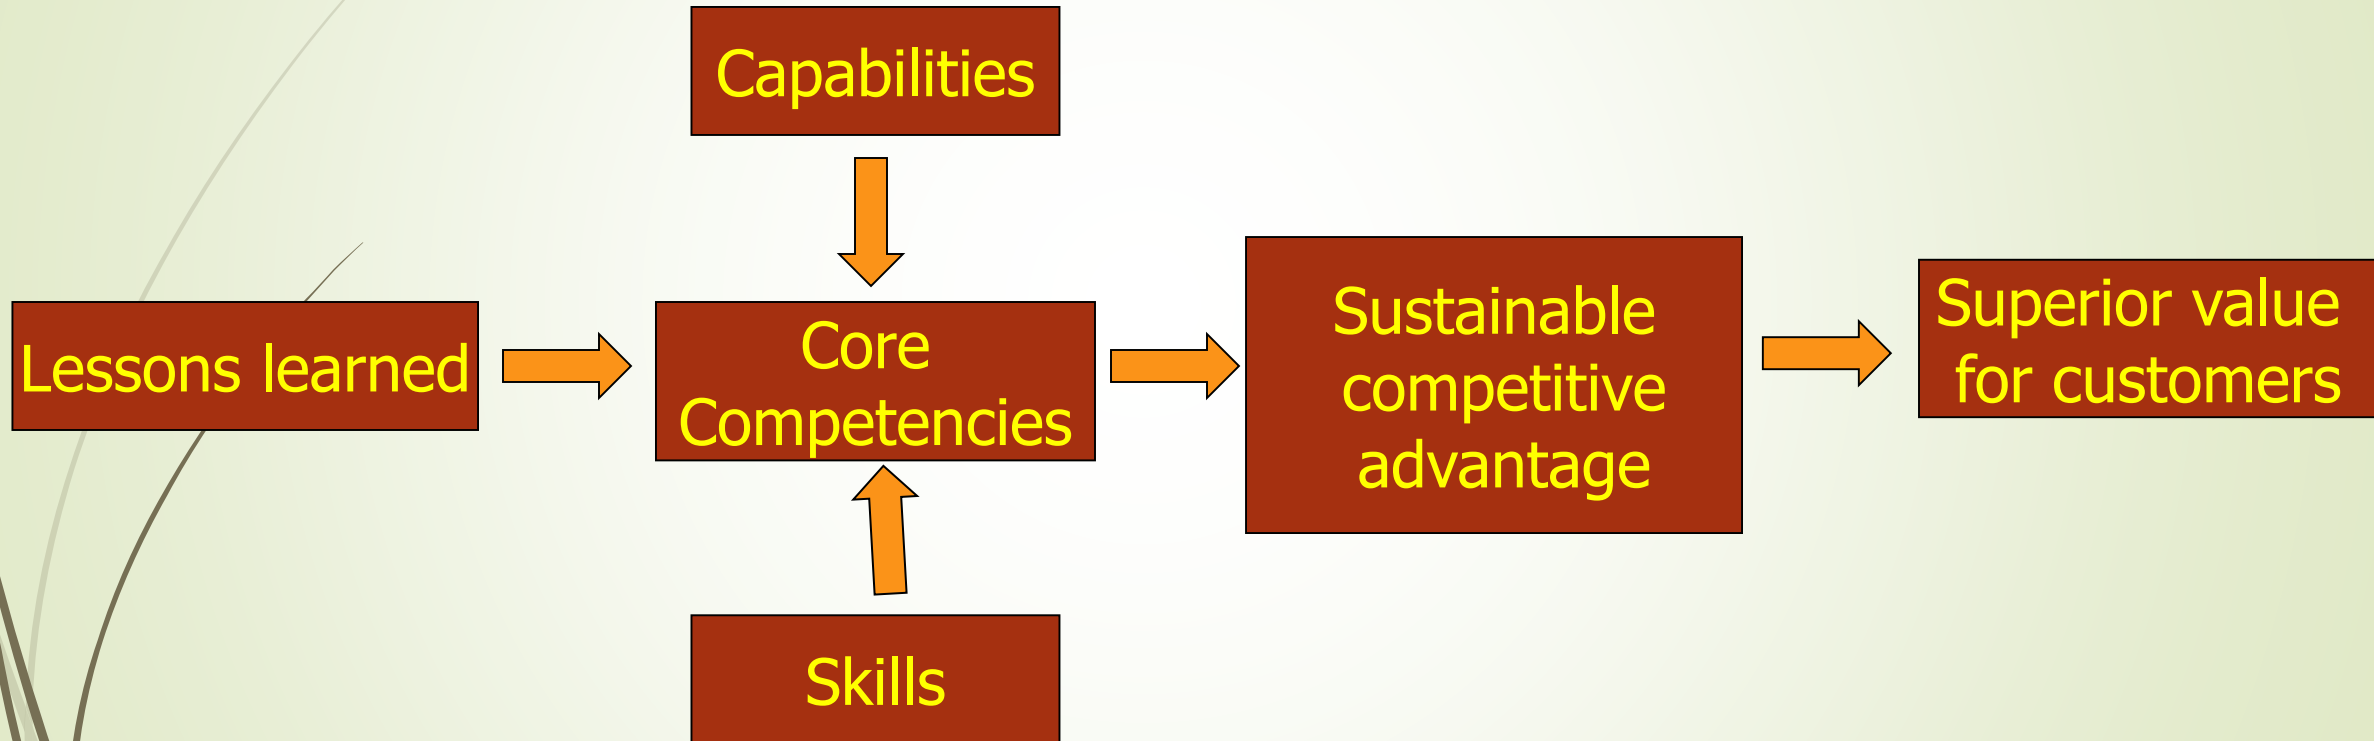 Capabilities
Lessons learned
Core
Competencies
Sustainable
competitive
advantage
Superior value
for customers
Skills